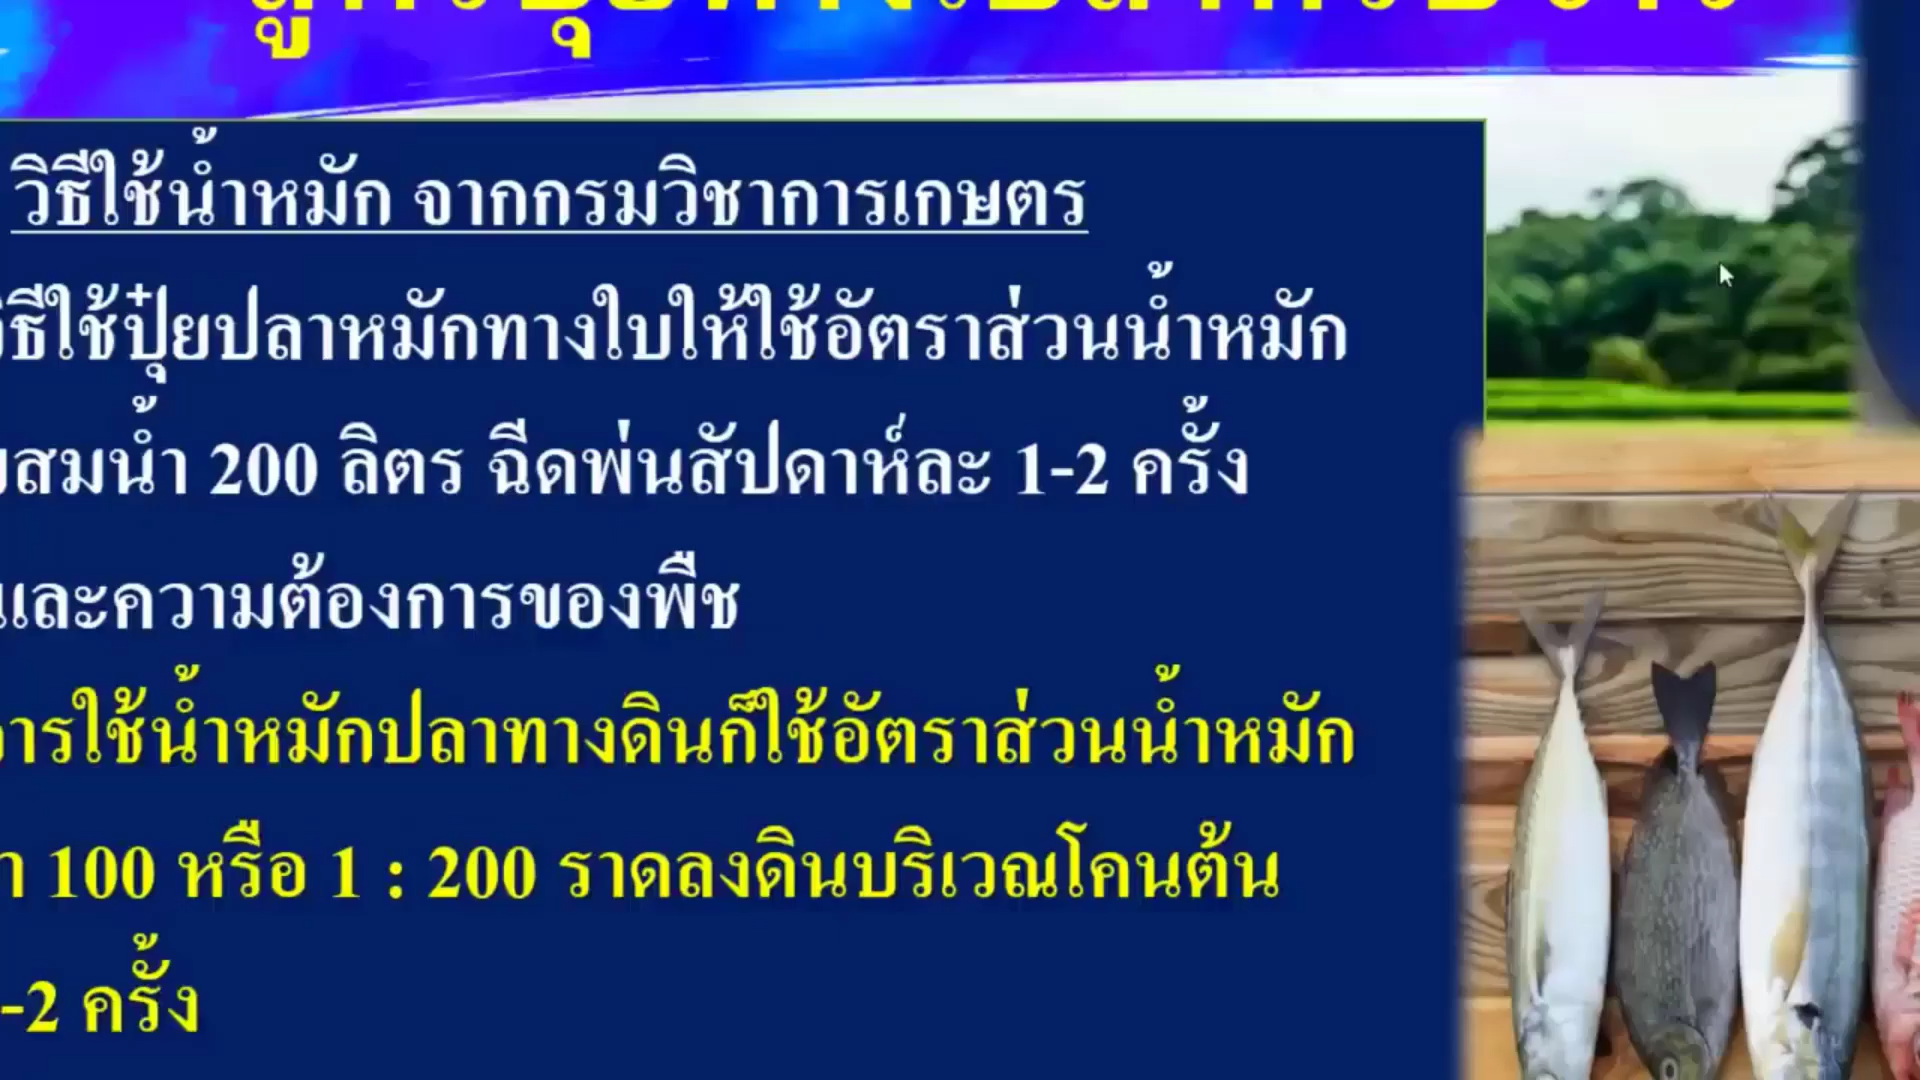 วิธีใช้น้ำหมัก จากกรมวิชาการเกษตร
วิธีใช้ปุ๋ยปลาหมักทางใบให้ใช้อัตราส่วนน้ำหมัก
200 ลิตร ฉีดพ่นสัปดาห์ละ 1-2 ครั้ง
และความต้องการของพืช
การใช้น้ำหมักปลาทางดินก็ใช้อัตราส่วนน้ำหมัก
100 หรือ 1 : 200 ราดลงดินบริเวณโคนต้น
-2 ครั้ง